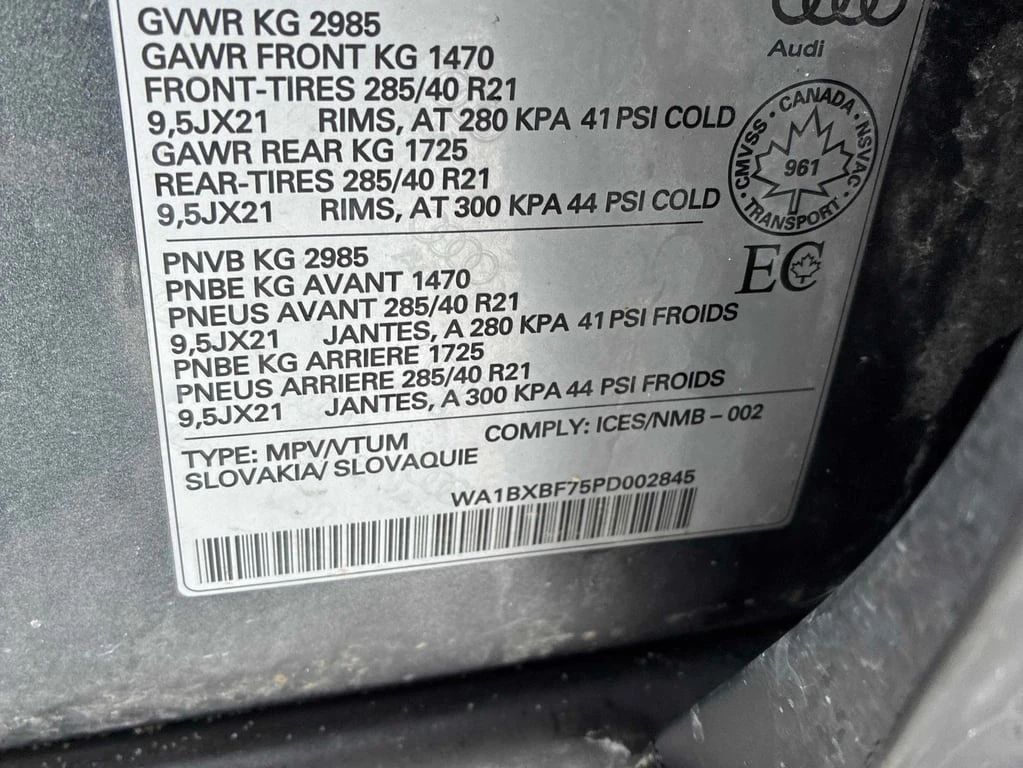 GVWR KG 2985
GAWR FRONT KG 1470
FRONT-TIRES 285/40 R21
9,5JX21 RIMS, AT 280 KPA 41 PSI COLD
GAWR REAR KG 1725
REAR-TIRES 285/40 R21
9,5JX21 RIMS, AT 300 KPA 44 PSI COLD
Audi
CMVSS · CANADA · NSVAC · TRANSPORT ·
961
EC
PNVB KG 2985
PNBE KG AVANT 1470
PNEUS AVANT 285/40 R21
9,5JX21 JANTES, A 280 KPA 41 PSI FROIDS
PNBE KG ARRIERE 1725
PNEUS ARRIERE 285/40 R21
9,5JX21 JANTES, A 300 KPA 44 PSI FROIDS
TYPE: MPV/VTUM COMPLY: ICES/NMB - 002
SLOVAKIA/ SLOVAQUIE
WA1BXBF75PD002845